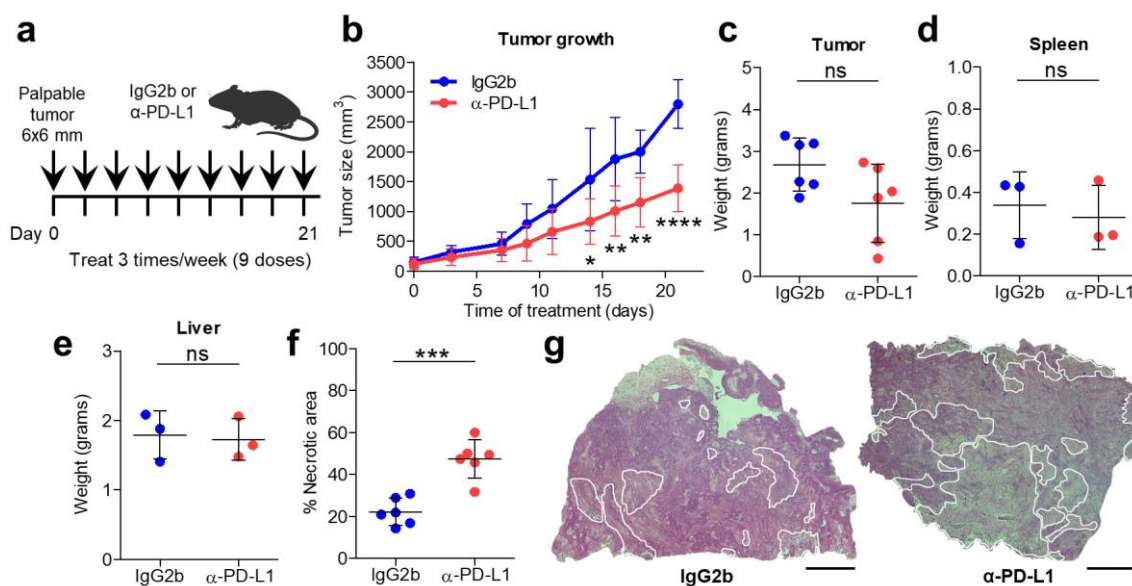 a
Palpable
tumor
6x6 mm
IgG2b or
α-PD-L1
Day 0
21
Treat 3 times/week (9 doses)
b
Tumor growth
IgG2b
α-PD-L1
Tumor size (mm³)
3500
3000
2500
2000
1500
1000
500
0
0
5
10
15
20
*
**
**
****
Time of treatment (days)
c
Tumor
ns
Weight (grams)
5
4
3
2
1
0
IgG2b
α-PD-L1
d
Spleen
ns
Weight (grams)
1.0
0.8
0.6
0.4
0.2
0.0
IgG2b
α-PD-L1
e
Liver
ns
Weight (grams)
3
2
1
0
IgG2b
α-PD-L1
f
***
% Necrotic area
100
80
60
40
20
0
IgG2b
α-PD-L1
g
IgG2b
α-PD-L1